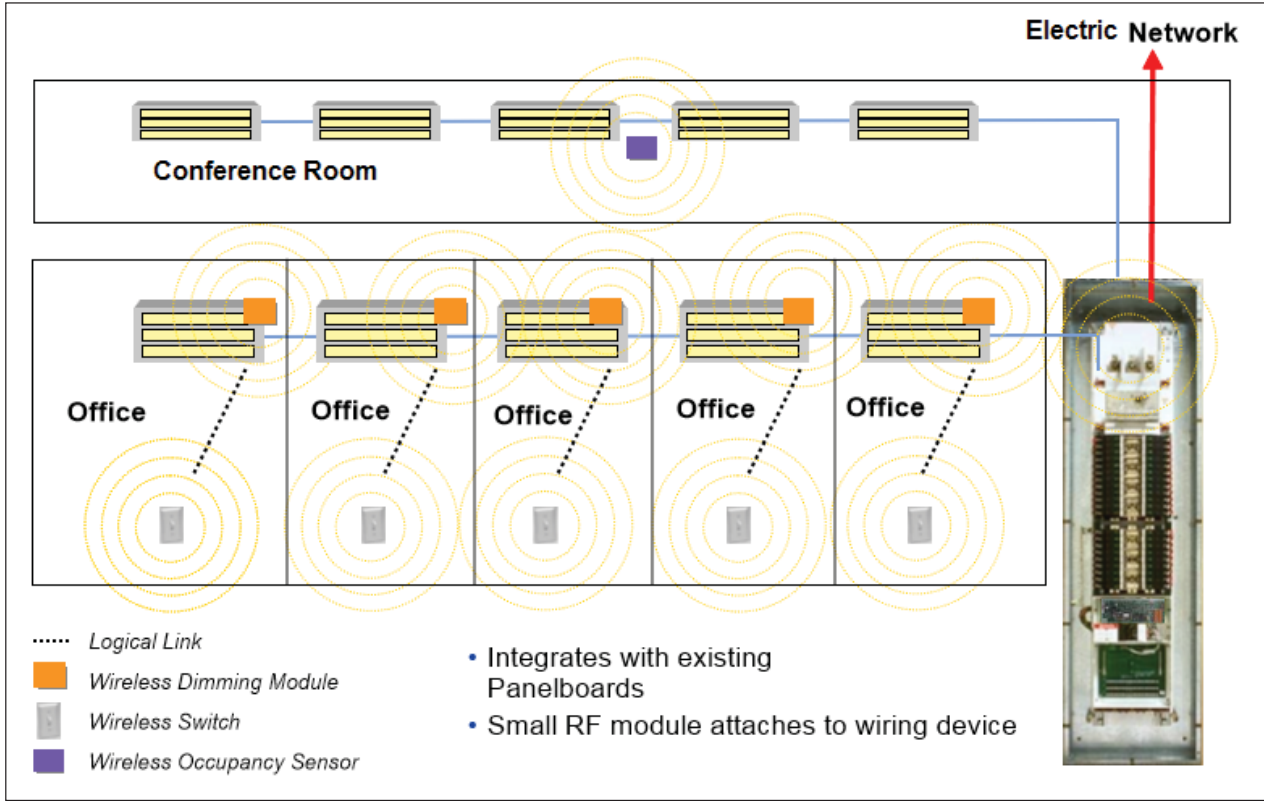 Electric Network
Conference Room
Office
Office
Office
Office
Office
Logical Link
Wireless Dimming Module
Wireless Switch
Wireless Occupancy Sensor
• Integrates with existing
Panelboards
• Small RF module attaches to wiring device